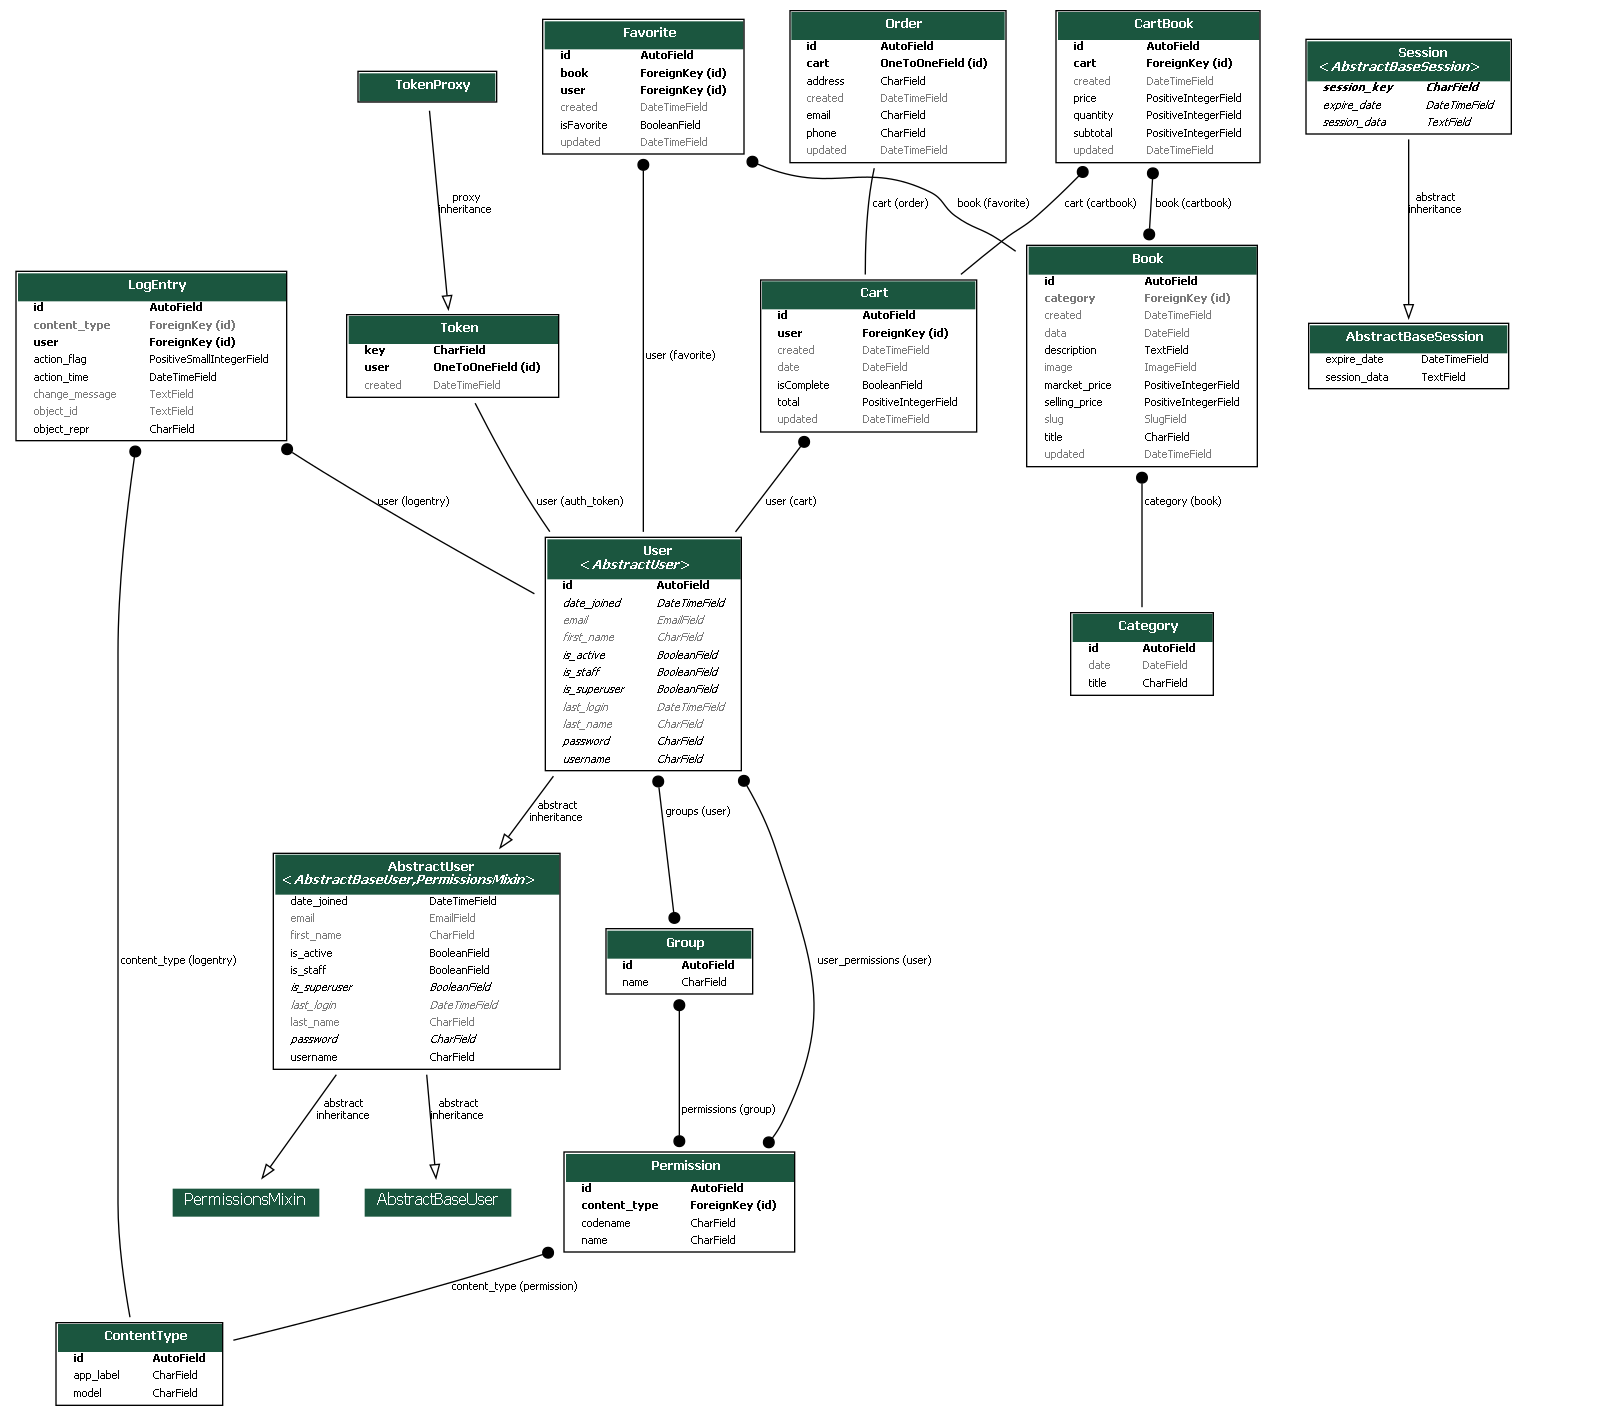 Favorite
id AutoField
book ForeignKey (id)
user ForeignKey (id)
created DateTimeField
isFavorite BooleanField
updated DateTimeField
Order
id AutoField
cart OneToOneField (id)
address CharField
created DateTimeField
email CharField
phone CharField
updated DateTimeField
CartBook
id AutoField
cart ForeignKey (id)
created DateTimeField
price PositiveIntegerField
quantity PositiveIntegerField
subtotal PositiveIntegerField
updated DateTimeField
Session
<AbstractBaseSession>
session_key CharField
expire_date DateTimeField
session_data TextField
TokenProxy
proxy
inheritance
cart (order)
book (favorite)
cart (cartbook)
book (cartbook)
abstract
inheritance
LogEntry
id AutoField
content_type ForeignKey (id)
user ForeignKey (id)
action_flag PositiveSmallIntegerField
action_time DateTimeField
change_message TextField
object_id TextField
object_repr CharField
Token
key CharField
user OneToOneField (id)
created DateTimeField
user (favorite)
Cart
id AutoField
user ForeignKey (id)
created DateTimeField
date DateField
isComplete BooleanField
total PositiveIntegerField
updated DateTimeField
Book
id AutoField
category ForeignKey (id)
created DateTimeField
data DateField
description TextField
image ImageField
marcket_price PositiveIntegerField
selling_price PositiveIntegerField
slug SlugField
title CharField
updated DateTimeField
AbstractBaseSession
expire_date DateTimeField
session_data TextField
user (logentry)
user (auth_token)
user (cart)
category (book)
User
<AbstractUser>
id AutoField
date_joined DateTimeField
email EmailField
first_name CharField
is_active BooleanField
is_staff BooleanField
is_superuser BooleanField
last_login DateTimeField
last_name CharField
password CharField
username CharField
Category
id AutoField
date DateField
title CharField
abstract
inheritance
groups (user)
AbstractUser
<AbstractBaseUser,PermissionsMixin>
date_joined DateTimeField
email EmailField
first_name CharField
is_active BooleanField
is_staff BooleanField
is_superuser BooleanField
last_login DateTimeField
last_name CharField
password CharField
username CharField
Group
id AutoField
name CharField
content_type (logentry)
user_permissions (user)
abstract
inheritance
abstract
inheritance
permissions (group)
PermissionsMixin
AbstractBaseUser
Permission
id AutoField
content_type ForeignKey (id)
codename CharField
name CharField
content_type (permission)
ContentType
id AutoField
app_label CharField
model CharField